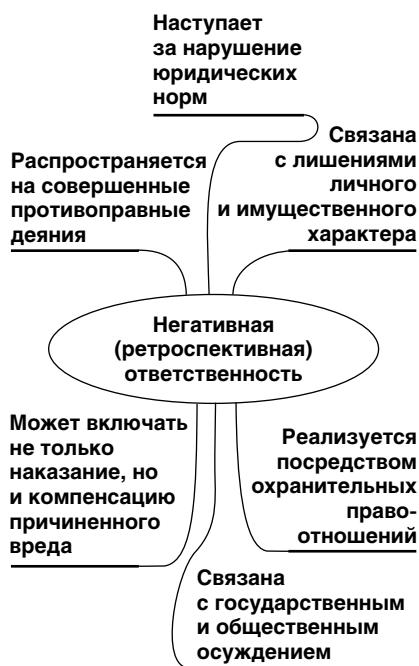 Наступает
за нарушение
юридических
норм
Связана
с лишениями
личного
и имущественного
характера
Распространяется
на совершенные
противоправные
деяния
Негативная
(ретроспективная)
ответственность
Может включать
не только
наказание, но
и компенсацию
причиненного
вреда
Реализуется
посредством
охранительных
право-
отношений
Связана
с государственным
и общественным
осуждением